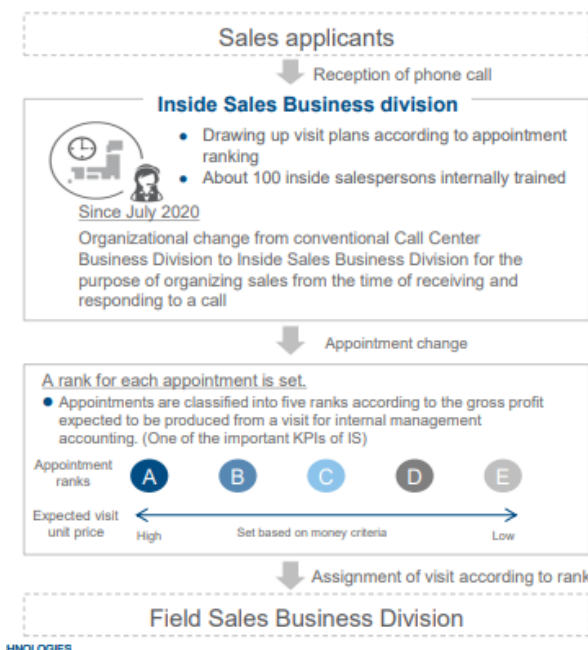 Sales applicants
Reception of phone call
Inside Sales Business division
• Drawing up visit plans according to appointment
ranking
• About 100 inside salespersons internally trained
Since July 2020
Organizational change from conventional Call Center
Business Division to Inside Sales Business Division for the
purpose of organizing sales from the time of receiving and
responding to a call
Appointment change
A rank for each appointment is set.
• Appointments are classified into five ranks according to the gross profit
expected to be produced from a visit for internal management
accounting. (One of the important KPIs of IS)
Appointment
ranks
A B C D E
Expected visit
unit price
High Set based on money criteria Low
Assignment of visit according to rank
Field Sales Business Division
HNOLOGIES